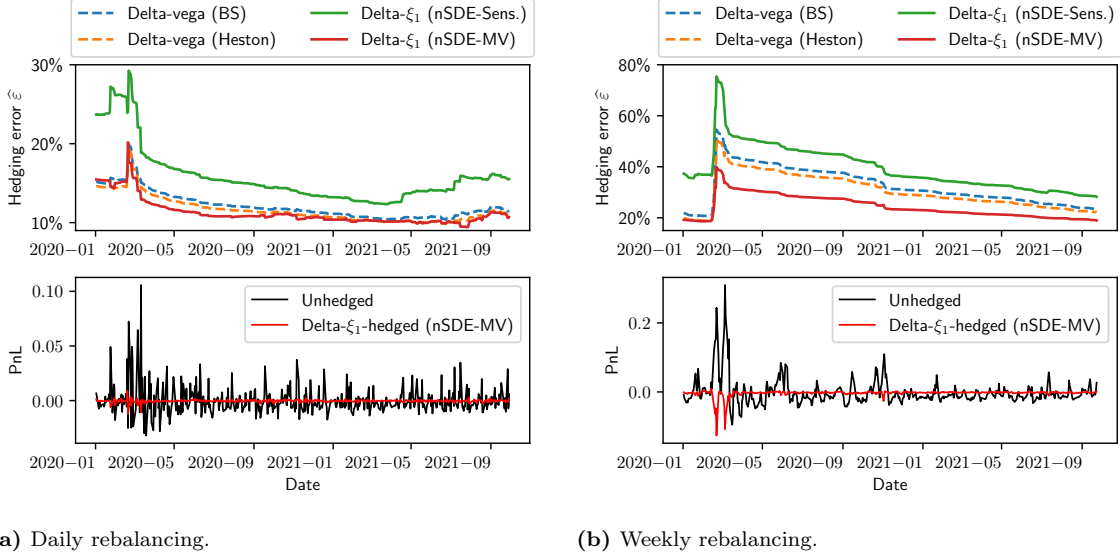 Delta-vega (BS)
Delta-vega (Heston)
Delta-ξ₁ (nSDE-Sens.)
Delta-ξ₁ (nSDE-MV)
30%
20%
10%
Hedging error ε̂
2020−01 2020−05 2020−09 2021−01 2021−05 2021−09
0.10
0.05
0.00
PnL
Unhedged
Delta-ξ₁-hedged (nSDE-MV)
2020−01 2020−05 2020−09 2021−01 2021−05 2021−09
Date
a) Daily rebalancing.
Delta-vega (BS)
Delta-vega (Heston)
Delta-ξ₁ (nSDE-Sens.)
Delta-ξ₁ (nSDE-MV)
80%
60%
40%
20%
Hedging error ε̂
2020−01 2020−05 2020−09 2021−01 2021−05 2021−09
0.2
0.0
PnL
Unhedged
Delta-ξ₁-hedged (nSDE-MV)
2020−01 2020−05 2020−09 2021−01 2021−05 2021−09
Date
(b) Weekly rebalancing.